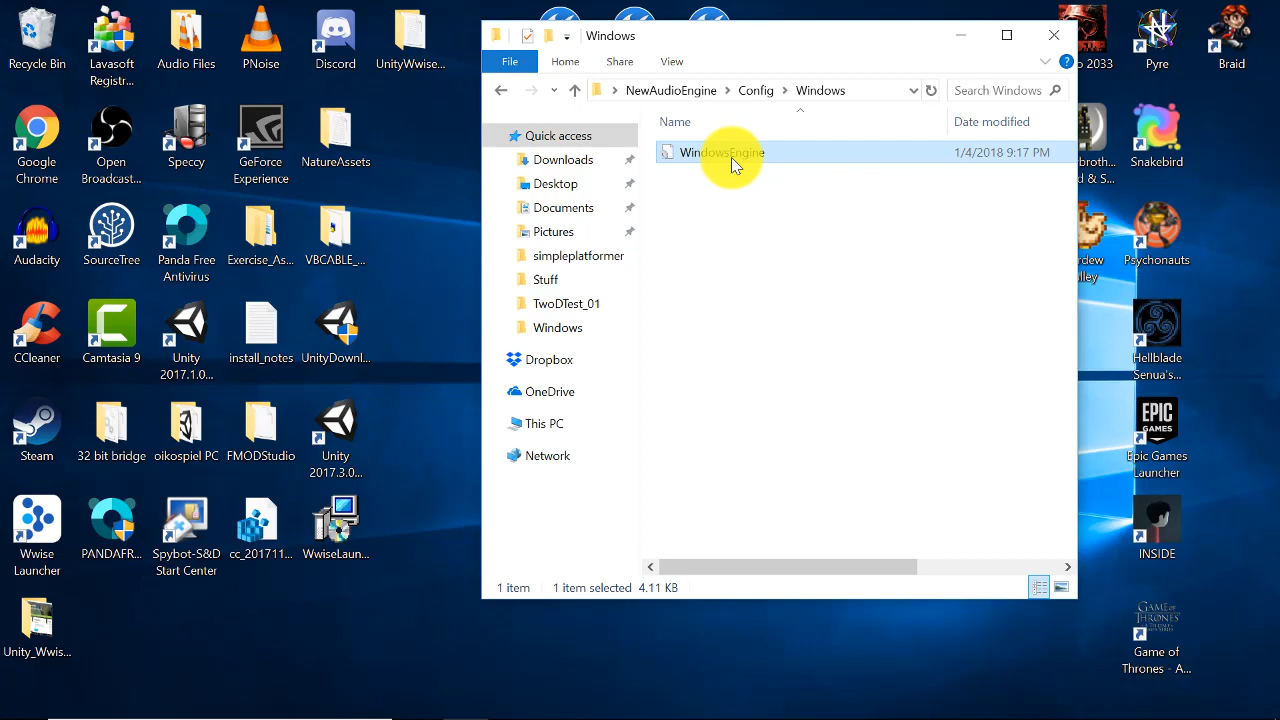 Recycle Bin
Lavasoft
Registr...
Audio Files
PNoise
Discord
UnityWwise...
Google
Chrome
Open
Broadcast...
Speccy
GeForce
Experience
NatureAssets
Audacity
SourceTree
Panda Free
Antivirus
Exercise_As...
VBCABLE_...
CCleaner
Camtasia 9
Unity
2017.1.0...
install_notes
UnityDownl...
Steam
32 bit bridge
oikospiel PC
FMODStudio
Unity
2017.3.0...
Wwise
Launcher
PANDAFR...
Spybot-S&D
Start Center
cc_201711...
WwiseLaun...
Unity_Wwis...
Windows
File
Home
Share
View
NewAudioEngine
Config
Windows
Search Windows
Name
Date modified
WindowsEngine
1/4/2018 9:17 PM
Quick access
Downloads
Desktop
Documents
Pictures
simpleplatformer
Stuff
TwoDTest_01
Windows
Dropbox
OneDrive
This PC
Network
1 item
1 item selected 4.11 KB
2033
Pyre
Braid
Snakebird
Psychonauts
Hellblade
Senua's...
EPIC
GAMES
Epic Games
Launcher
INSIDE
GAME OF
THRONES
Game of
Thrones - A...